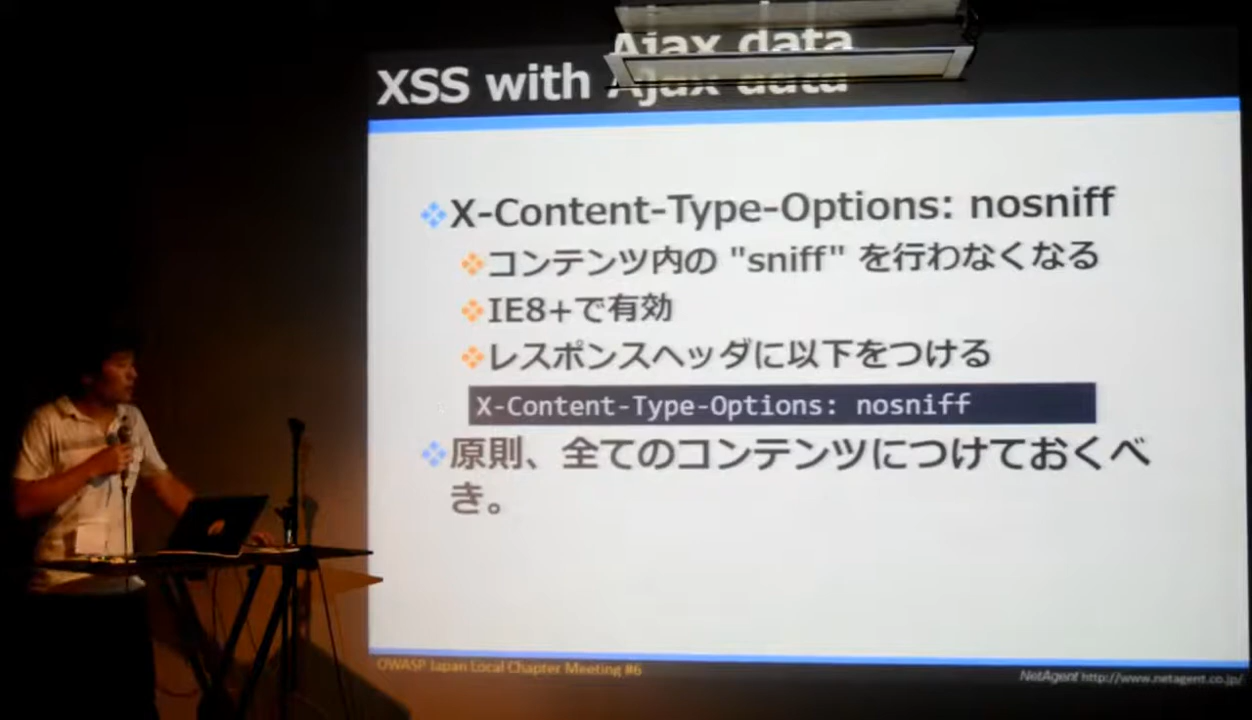 XSS with Ajax data
X-Content-Type-Options: nosniff
コンテンツ内の "sniff" を行わなくなる
IE8+で有効
レスポンスヘッダに以下をつける
X-Content-Type-Options: nosniff
原則、全てのコンテンツにつけておくべ
き。
OWASP Japan Local Chapter Meeting #6
NetAgent http://www.netagent.co.jp/